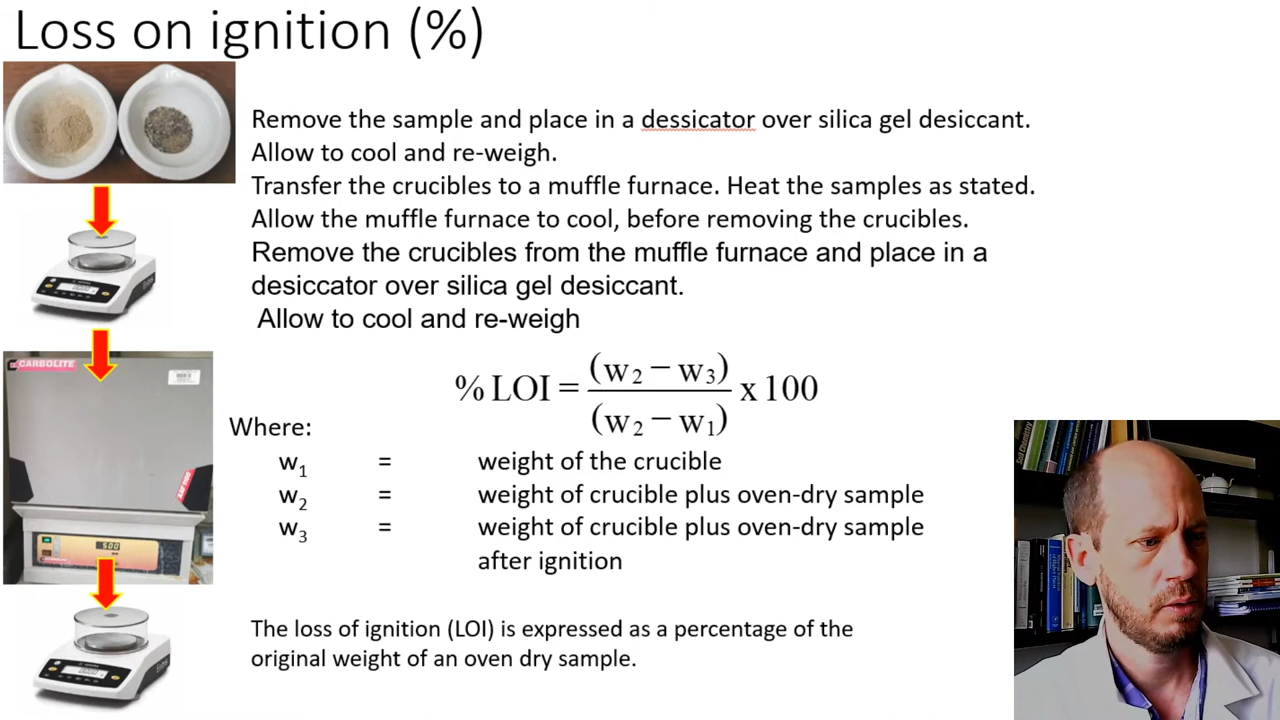 Loss on ignition (%)
Remove the sample and place in a dessicator over silica gel desiccant.
Allow to cool and re-weigh.
Transfer the crucibles to a muffle furnace. Heat the samples as stated.
Allow the muffle furnace to cool, before removing the crucibles.
Remove the crucibles from the muffle furnace and place in a
desiccator over silica gel desiccant.
Allow to cool and re-weigh
% LOI = (w₂ − w₃) / (w₂ − w₁) x 100
Where:
w₁ = weight of the crucible
w₂ = weight of crucible plus oven-dry sample
w₃ = weight of crucible plus oven-dry sample
after ignition
The loss of ignition (LOI) is expressed as a percentage of the
original weight of an oven dry sample.
CARBOLITE
500
Soil Chemistry